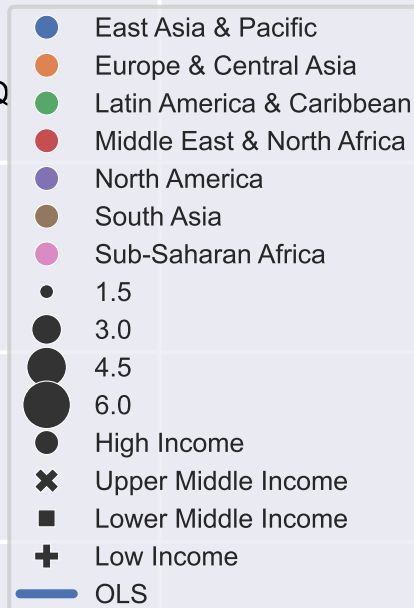 East Asia & Pacific
Europe & Central Asia
Latin America & Caribbean
Middle East & North Africa
North America
South Asia
Sub-Saharan Africa
1.5
3.0
4.5
6.0
High Income
Upper Middle Income
Lower Middle Income
Low Income
OLS